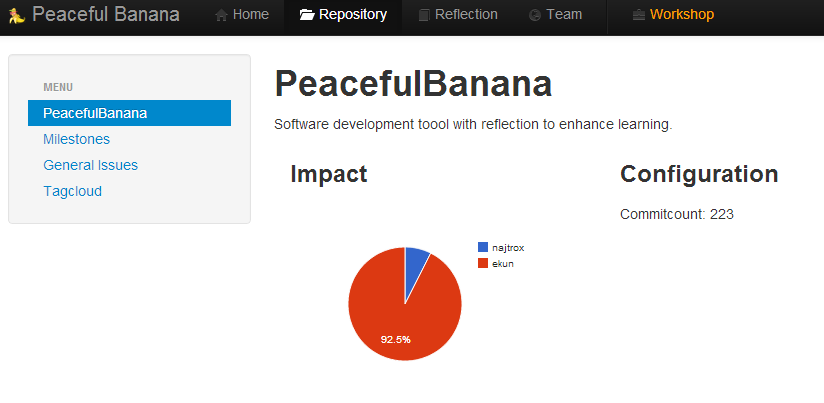 Peaceful Banana Home Repository Reflection Team Workshop
MENU
PeacefulBanana
Milestones
General Issues
Tagcloud
PeacefulBanana
Software development toool with reflection to enhance learning.
Impact
najtrox
ekun
92.5%
Configuration
Commitcount: 223